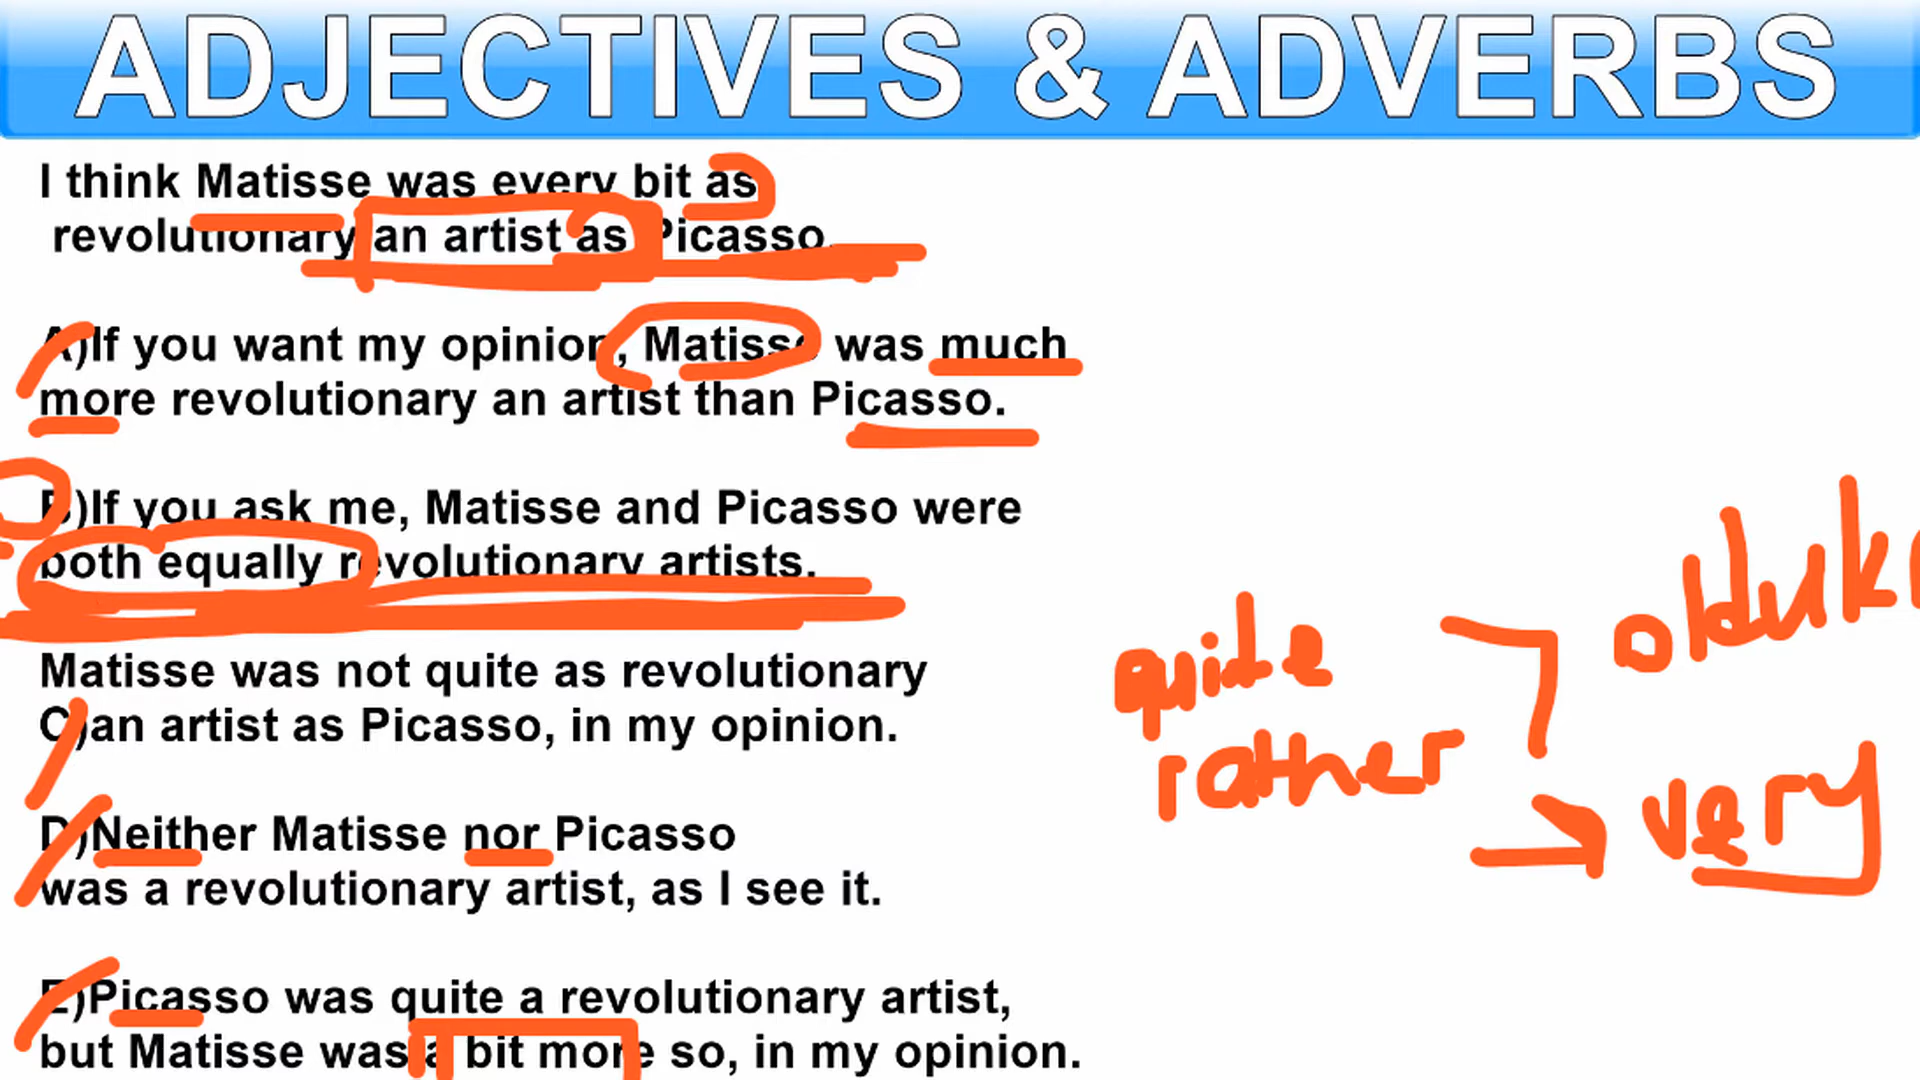 ADJECTIVES & ADVERBS
I think Matisse was every bit as
revolutionary an artist as Picasso.
A)If you want my opinion, Matisse was much
more revolutionary an artist than Picasso.
B)If you ask me, Matisse and Picasso were
both equally revolutionary artists.
Matisse was not quite as revolutionary
C)an artist as Picasso, in my opinion.
D)Neither Matisse nor Picasso
was a revolutionary artist, as I see it.
E)Picasso was quite a revolutionary artist,
but Matisse was a bit more so, in my opinion.
quite
rather
very